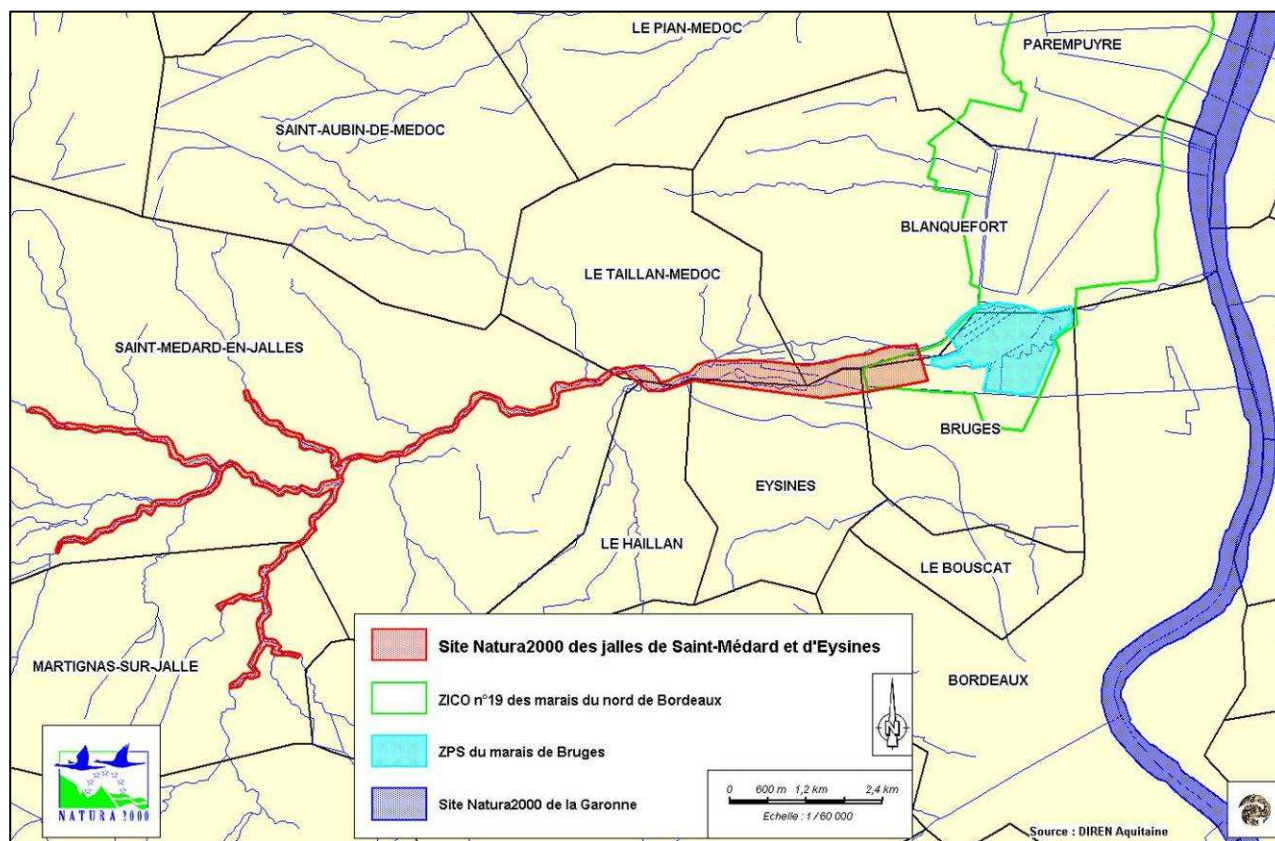 LE PIAN-MEDOC
PAREMPUYRE
SAINT-AUBIN-DE-MEDOC
BLANQUEFORT
LE TAILLAN-MEDOC
SAINT-MEDARD-EN-JALLES
BRUGES
EYSINES
LE HAILLAN
LE BOUSCAT
MARTIGNAS-SUR-JALLE
BORDEAUX
Site Natura2000 des jalles de Saint-Médard et d'Eysines
ZICO n°19 des marais du nord de Bordeaux
ZPS du marais de Bruges
Site Natura2000 de la Garonne
N
0 600 m 1,2 km 2,4 km
Echelle : 1 / 60 000
NATURA 2000
Source : DIREN Aquitaine